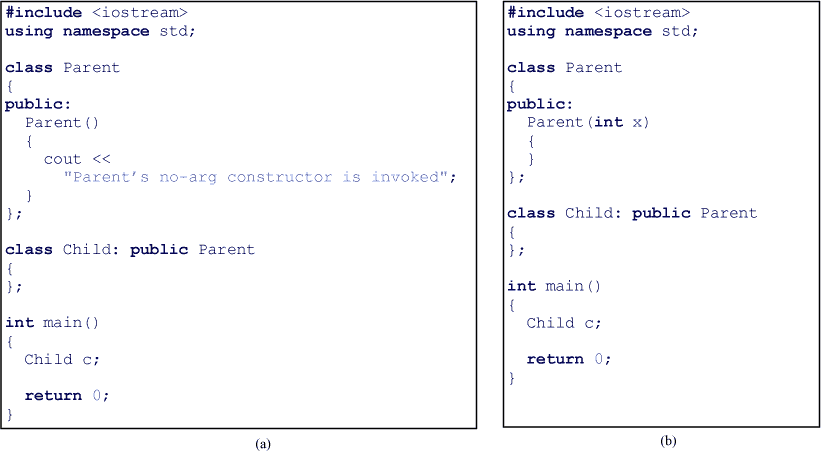 #include <iostream>
using namespace std;

class Parent
{
public:
  Parent()
  {
    cout <<
      "Parent’s no-arg constructor is invoked";
  }
};

class Child: public Parent
{
};

int main()
{
  Child c;

  return 0;
}
(a)
#include <iostream>
using namespace std;

class Parent
{
public:
  Parent(int x)
  {
  }
};

class Child: public Parent
{
};

int main()
{
  Child c;

  return 0;
}
(b)